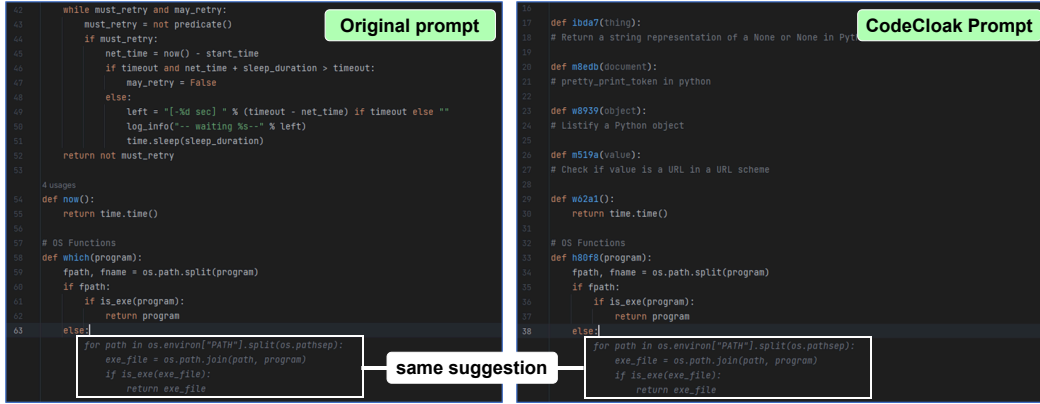 Original prompt
42 while must_retry and may_retry:
43 must_retry = not predicate()
44 if must_retry:
45 net_time = now() - start_time
46 if timeout and net_time + sleep_duration > timeout:
47 may_retry = False
48 else:
49 left = "[-%d sec] " % (timeout - net_time) if timeout else ""
50 log_info("-- waiting %s--" % left)
51 time.sleep(sleep_duration)
52 return not must_retry
53
4 usages
54 def now():
55 return time.time()
56
57 # OS Functions
58 def which(program):
59 fpath, fname = os.path.split(program)
60 if fpath:
61 if is_exe(program):
62 return program
63 else:
for path in os.environ["PATH"].split(os.pathsep):
exe_file = os.path.join(path, program)
if is_exe(exe_file):
return exe_file
same suggestion
CodeCloak Prompt
16
17 def ibda7(thing):
18 # Return a string representation of a None or None in
19
20 def m8edb(document):
21 # pretty_print_token in python
22
23 def w8939(object):
24 # Listify a Python object
25
26 def m519a(value):
27 # Check if value is a URL in a URL scheme
28
29 def w62a1():
30 return time.time()
31
32 # OS Functions
33 def h80f8(program):
34 fpath, fname = os.path.split(program)
35 if fpath:
36 if is_exe(program):
37 return program
38 else:
for path in os.environ["PATH"].split(os.pathsep):
exe_file = os.path.join(path, program)
if is_exe(exe_file):
return exe_file